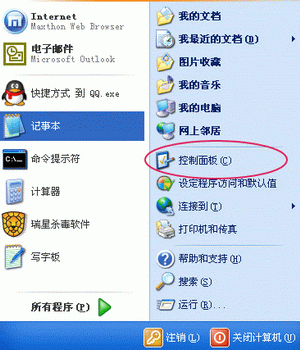 Internet
Maxthon Web Browser
电子邮件
Microsoft Outlook
快捷方式 到 QQ.exe
记事本
命令提示符
C:\
计算器
瑞星杀毒软件
写字板
所有程序(P)
我的文档
我最近的文档(D)
图片收藏
我的音乐
我的电脑
网上邻居
控制面板(C)
设定程序访问和默认值
连接到(T)
打印机和传真
帮助和支持(H)
搜索(S)
运行(R)...
注销(L)
关闭计算机(U)